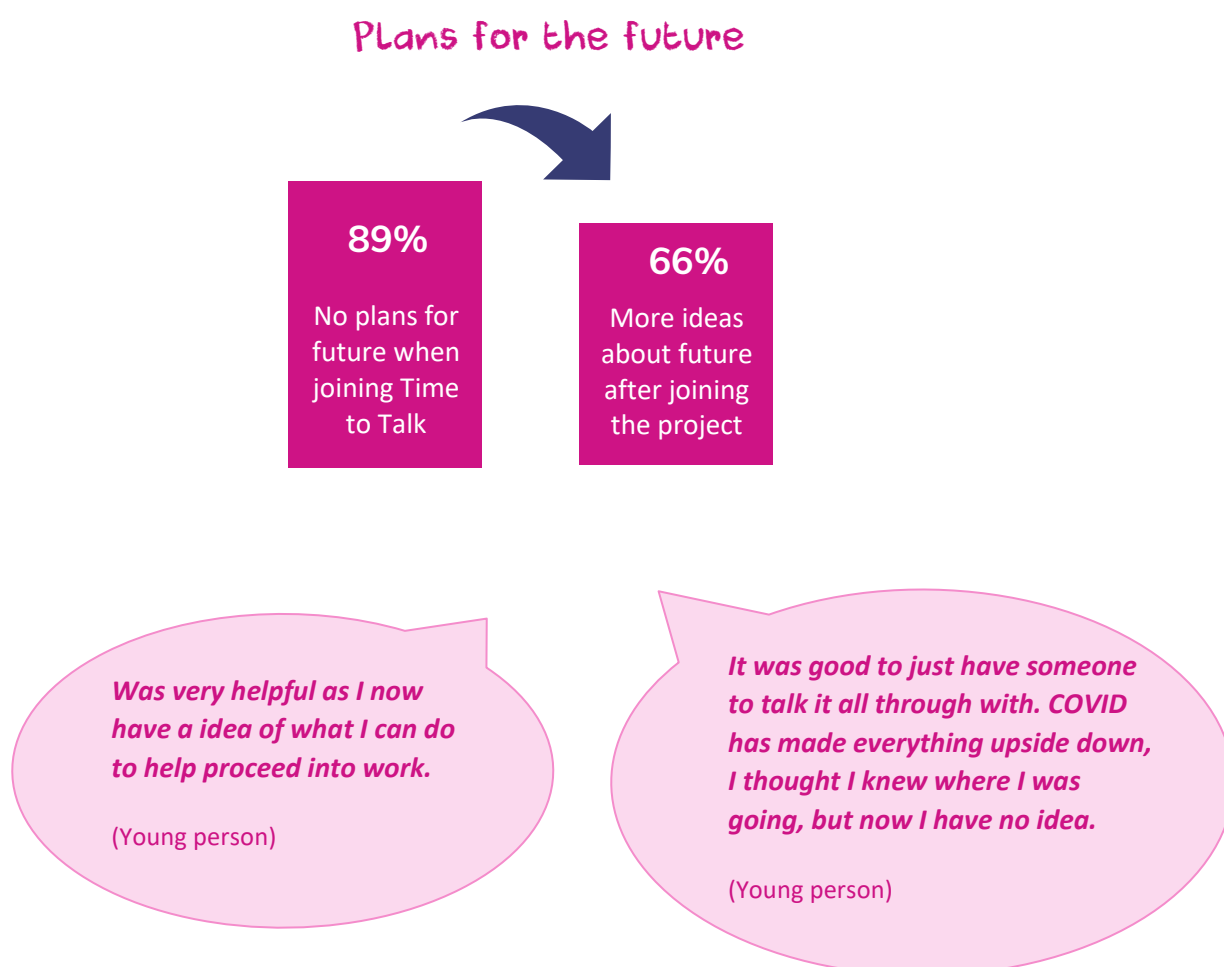 Plans for the future
89%
No plans for
future when
joining Time
to Talk
66%
More ideas
about future
after joining
the project
Was very helpful as I now
have a idea of what I can do
to help proceed into work.
(Young person)
It was good to just have someone
to talk it all through with. COVID
has made everything upside down,
I thought I knew where I was
going, but now I have no idea.
(Young person)